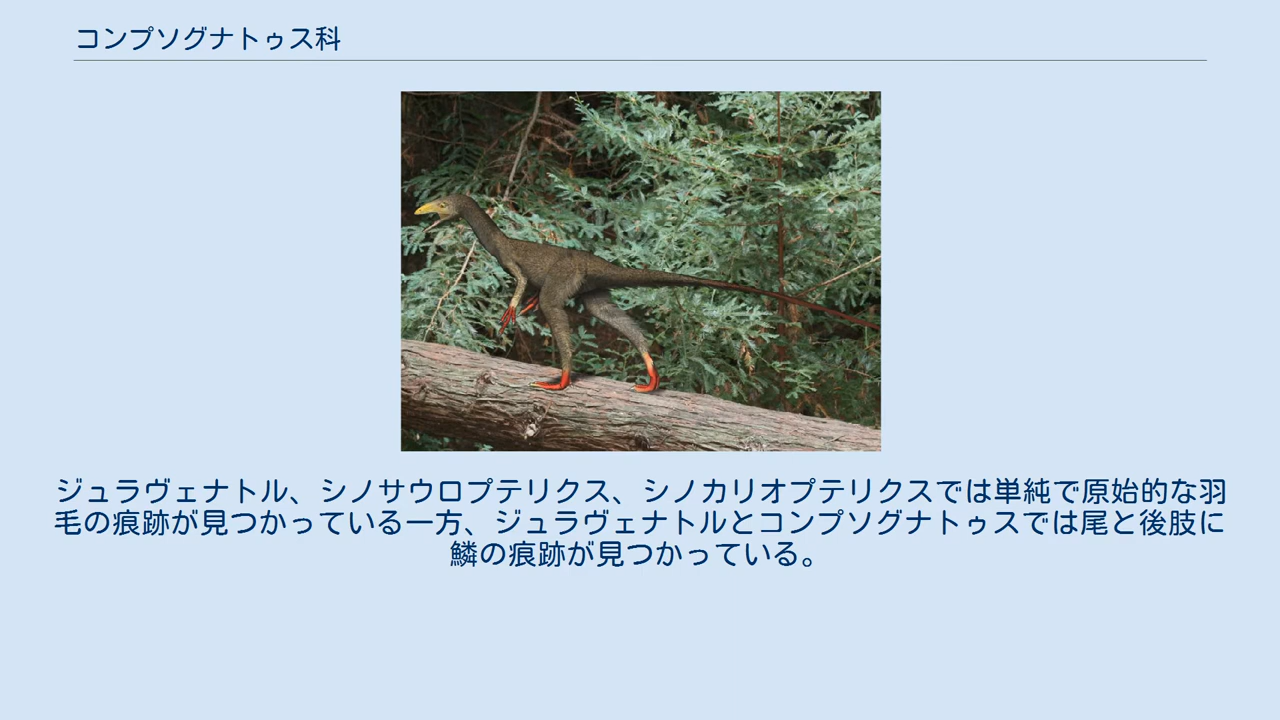 コンプソグナトゥス科
ジュラヴェナトル、シノサウロプテリクス、シノカリオプテリクスでは単純で原始的な羽
毛の痕跡が見つかっている一方、ジュラヴェナトルとコンプソグナトゥスでは尾と後肢に
鱗の痕跡が見つかっている。